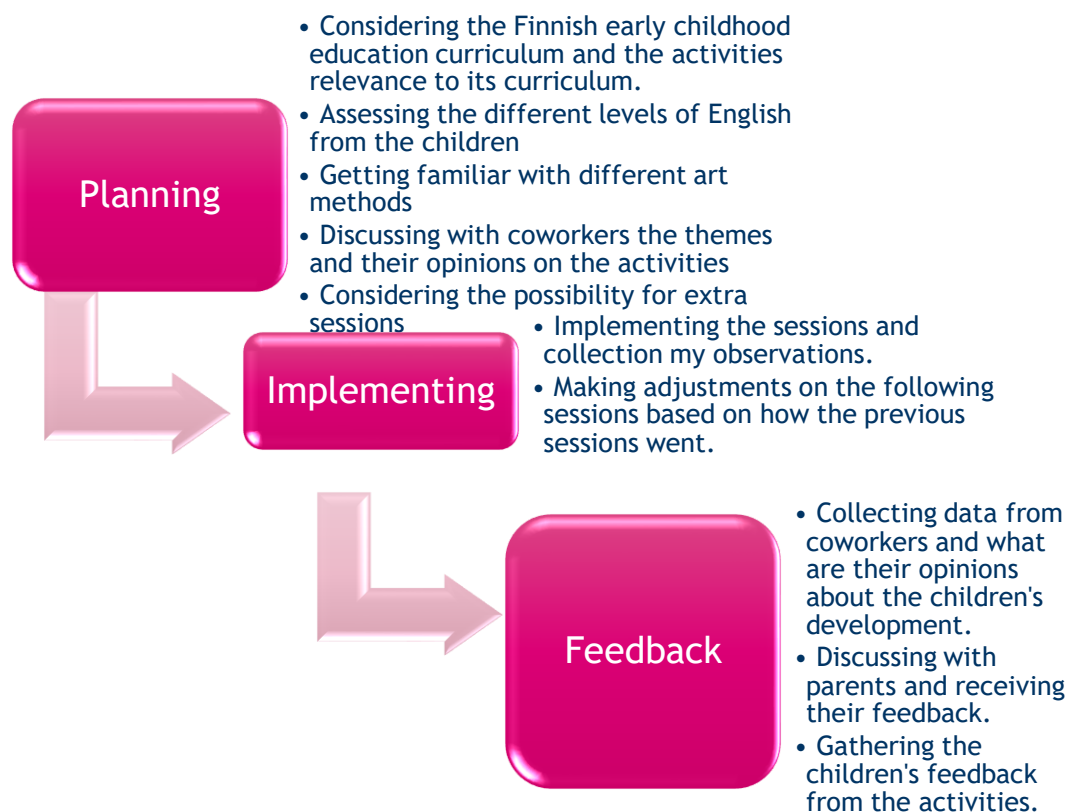 Planning
• Considering the Finnish early childhood
education curriculum and the activities
relevance to its curriculum.
• Assessing the different levels of English
from the children
• Getting familiar with different art
methods
• Discussing with coworkers the themes
and their opinions on the activities
• Considering the possibility for extra
sessions
Implementing
• Implementing the sessions and
collection my observations.
• Making adjustments on the following
sessions based on how the previous
sessions went.
Feedback
• Collecting data from
coworkers and what
are their opinions
about the children's
development.
• Discussing with
parents and receiving
their feedback.
• Gathering the
children's feedback
from the activities.